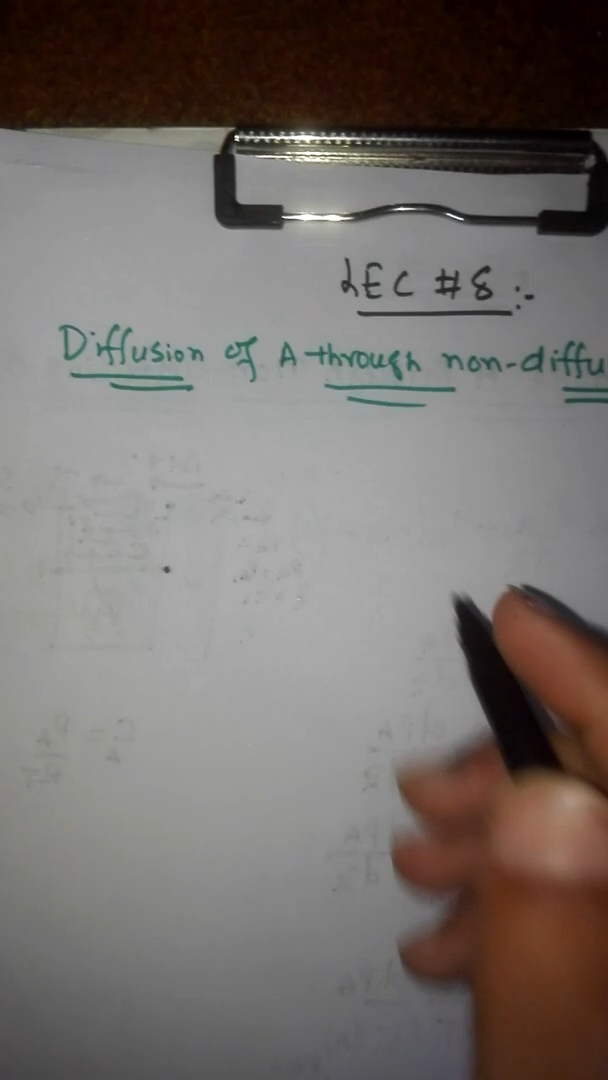 LEC # 8 :-
Diffusion of A through non-diffu